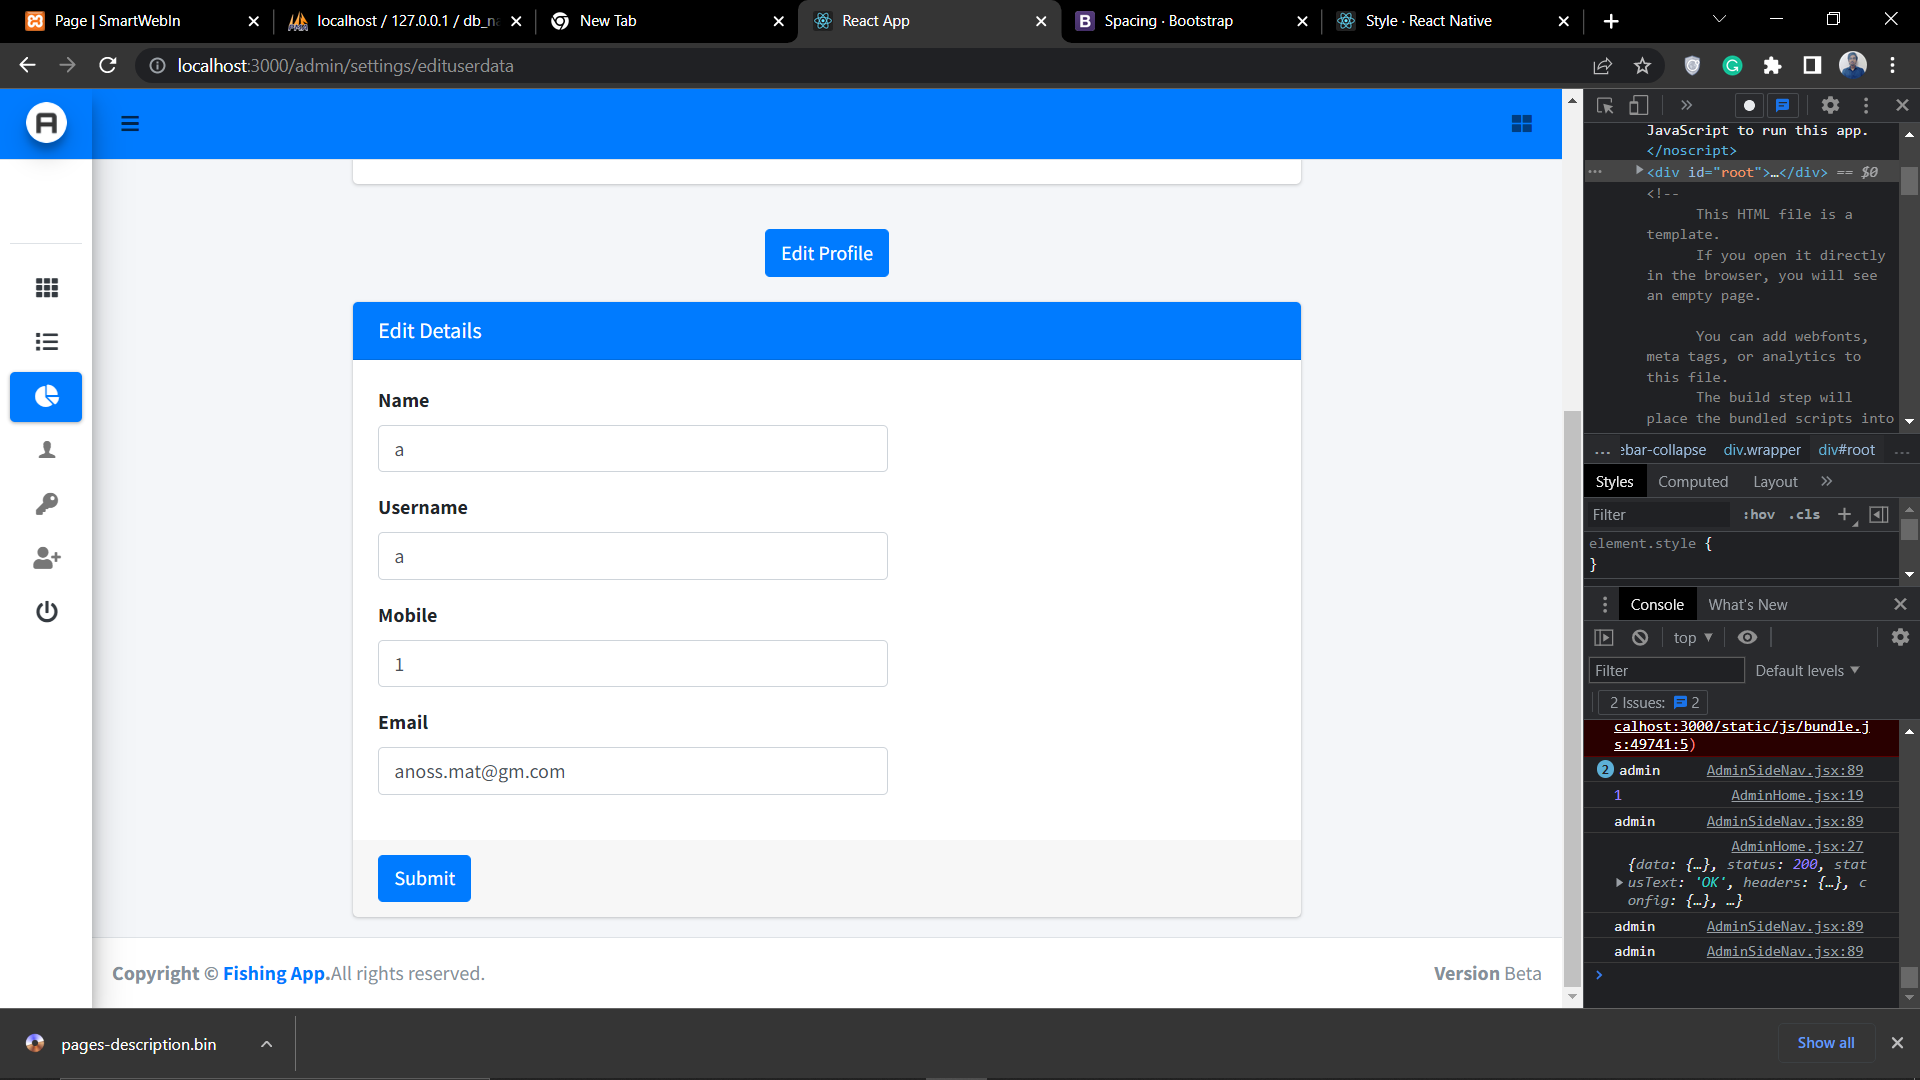 Page | SmartWebIn
localhost / 127.0.0.1 / db_na
New Tab
React App
Spacing · Bootstrap
Style · React Native
localhost:3000/admin/settings/edituserdata
A
Edit Profile
Edit Details
Name
a
Username
a
Mobile
1
Email
anoss.mat@gm.com
Submit
Copyright © Fishing App.All rights reserved.
Version Beta
JavaScript to run this app.
</noscript>
<div id="root">…</div> == $0
<!--
This HTML file is a
template.
If you open it directly
in the browser, you will see
an empty page.
You can add webfonts,
meta tags, or analytics to
this file.
The build step will
place the bundled scripts into
... ebar-collapse div.wrapper div#root ...
Styles Computed Layout »
Filter :hov .cls +
element.style {
}
Console What's New
top
Filter Default levels
2 Issues: 2
calhost:3000/static/js/bundle.j
s:49741:5)
2 admin AdminSideNav.jsx:89
1 AdminHome.jsx:19
admin AdminSideNav.jsx:89
AdminHome.jsx:27
{data: {…}, status: 200, stat
usText: 'OK', headers: {…}, c
onfig: {…}, …}
admin AdminSideNav.jsx:89
admin AdminSideNav.jsx:89
pages-description.bin
Show all